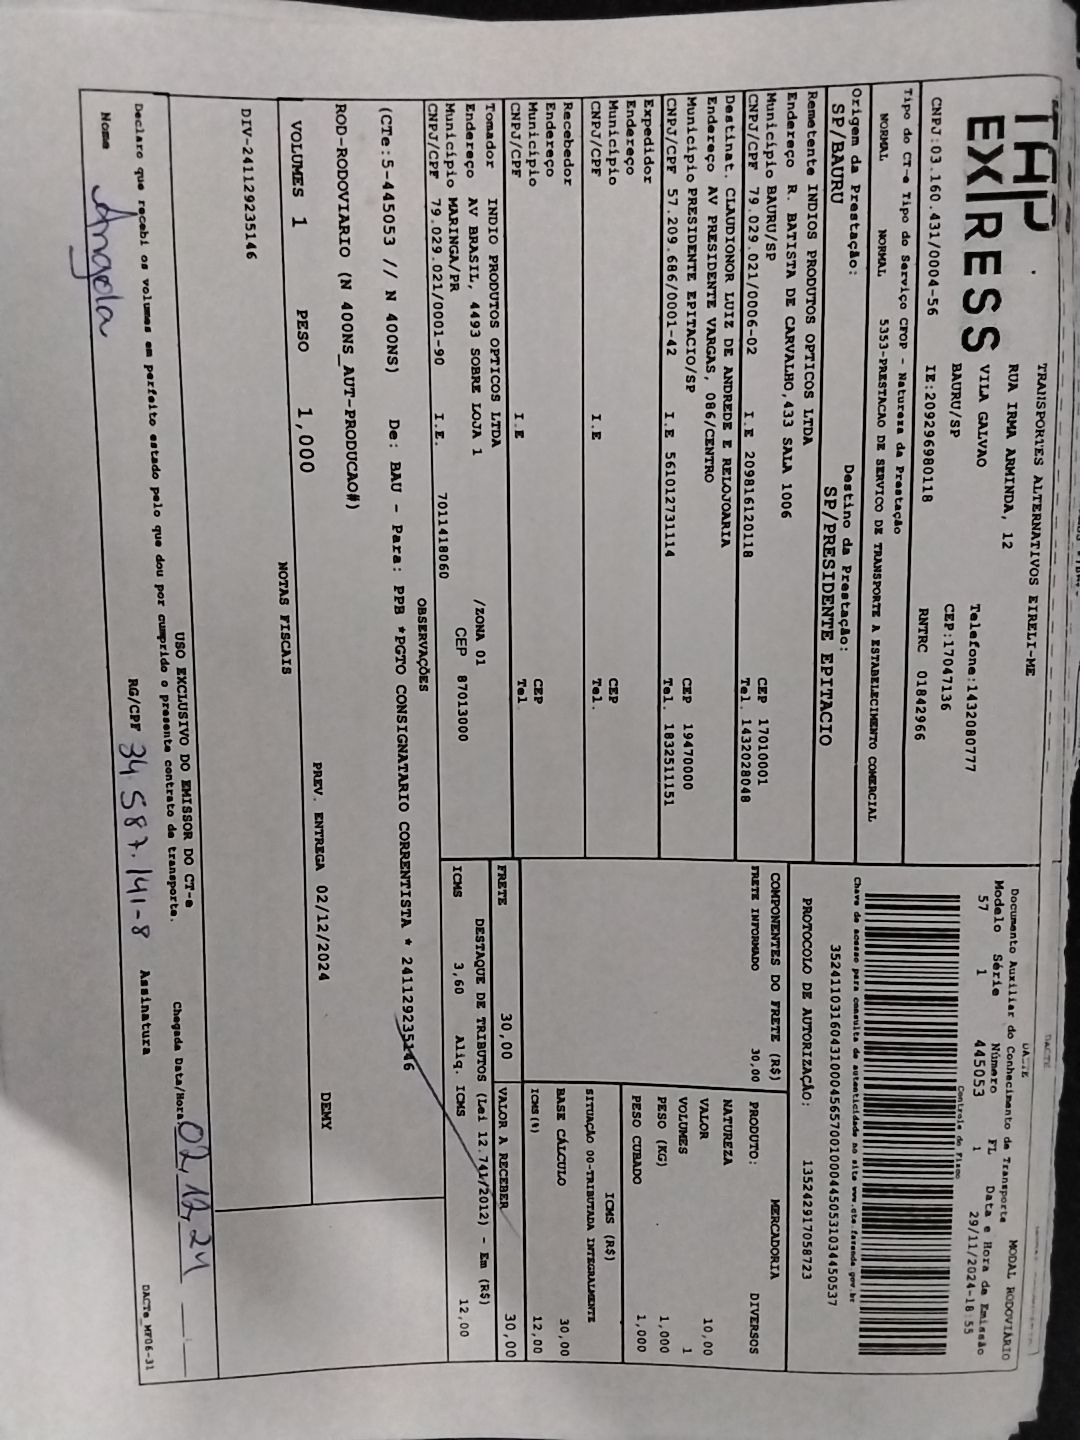 TAP
EXPRESS
TRANSPORTES ALTERNATIVOS EIRELI-ME
RUA IRMA ARMINDA, 12
VILA GALVAO
BAURU/SP
Telefone:1432080777
CEP:17047136
CNPJ:03.160.431/0004-56
IE:209296980118
RNTRC 01842966
DACTE
Documento Auxiliar do Conhecimento de Transporte
MODAL RODOVIÁRIO
Modelo Série Número FL Data e Hora de Emissão
57 1 445053 1 29/11/2024-18:55
Controle do Fisco
Chave de acesso para consulta de autenticidade no site www.cte.fazenda.gov.br
35241103160431000456570010004450531034450537
PROTOCOLO DE AUTORIZAÇÃO: 135242917058723
Tipo do CT-e Tipo do Serviço CFOP - Natureza da Prestação
NORMAL NORMAL 5353-PRESTACAO DE SERVICO DE TRANSPORTE A ESTABELECIMENTO COMERCIAL
Origem da Prestação: Destino da Prestação:
SP/BAURU SP/PRESIDENTE EPITACIO
Remetente INDIOS PRODUTOS OPTICOS LTDA
Endereço R. BATISTA DE CARVALHO,433 SALA 1006
Município BAURU/SP CEP 17010001
CNPJ/CPF 79.029.021/0006-02 I.E 209816120118 Tel. 1432028048
Destinat. CLAUDIONOR LUIZ DE ANDREDE E RELOJOARIA
Endereço AV PRESIDENTE VARGAS, 086/CENTRO
Município PRESIDENTE EPITACIO/SP CEP 19470000
CNPJ/CPF 57.209.686/0001-42 I.E 561012731114 Tel. 1832511151
Expedidor
Endereço
Município CEP
CNPJ/CPF I.E Tel.
Recebedor
Endereço
Município CEP
CNPJ/CPF I.E Tel
Tomador INDIO PRODUTOS OPTICOS LTDA
Endereço AV BRASIL, 4493 SOBRE LOJA 1 /ZONA 01
Município MARINGA/PR CEP 87013000
CNPJ/CPF 79.029.021/0001-90 I.E. 7011418060
COMPONENTES DO FRETE (R$)
FRETE INFORMADO 30,00
MERCADORIA
PRODUTO: DIVERSOS
NATUREZA
VALOR 10,00
VOLUMES 1
PESO (KG) 1,000
PESO CUBADO 1,000
ICMS (R$)
SITUAÇÃO 00-TRIBUTADA INTEGRALMENTE
BASE CÁLCULO 30,00
ICMS(%) 12,00
FRETE 30,00 VALOR A RECEBER 30,00
DESTAQUE DE TRIBUTOS (Lei 12.741/2012) - Em (R$)
ICMS 3,60 Aliq. ICMS 12,00
OBSERVAÇÕES
(CTe:5-445053 // N 400NS) De: BAU - Para: PPB *PGTO CONSIGNATARIO CORRENTISTA * 241129235146
ROD-RODOVIARIO (N 400NS_AUT-PRODUCAO#)
VOLUMES 1 PESO 1,000 PREV. ENTREGA 02/12/2024 DEMY
NOTAS FISCAIS
DIV-241129235146
USO EXCLUSIVO DO EMISSOR DO CT-e
Declaro que recebi os volumes em perfeito estado pelo que dou por cumprido o presente contrato de transporte.
Chegada Data/Hora 02,12,24
Nome Angela RG/CPF 34 587.141-8 Assinatura
DACTe_MF06-31